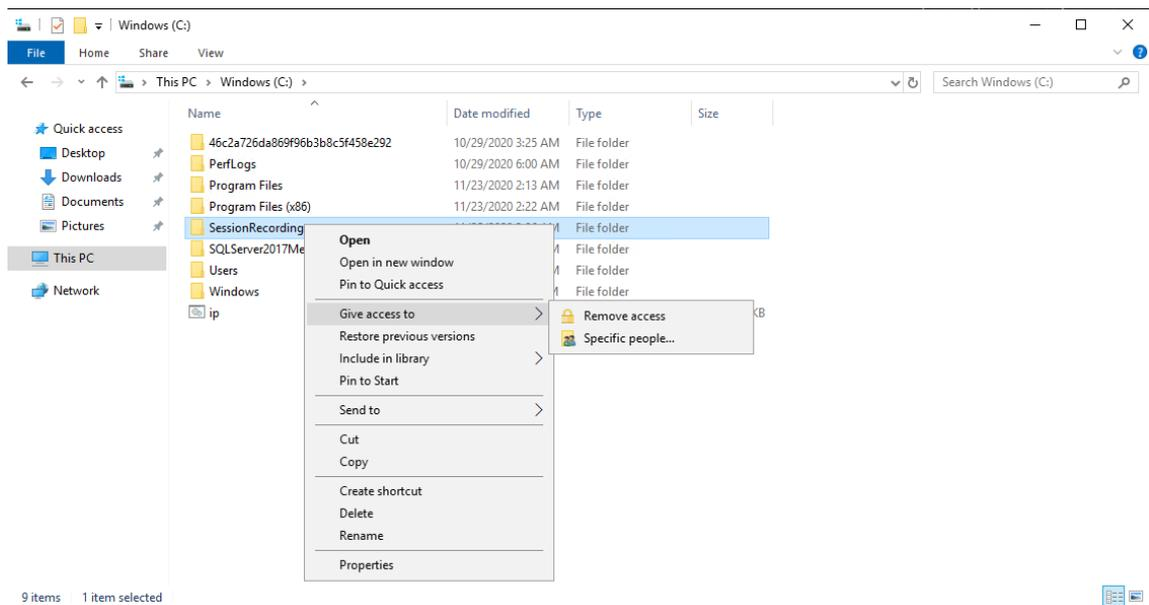 Windows (C:)
File Home Share View
This PC > Windows (C:) > Search Windows (C:)
Name Date modified Type Size
Quick access
Desktop
Downloads
Documents
Pictures
This PC
Network
46c2a726da869f96b3b8c5f458e292 10/29/2020 3:25 AM File folder
PerfLogs 10/29/2020 6:00 AM File folder
Program Files 11/23/2020 2:13 AM File folder
Program Files (x86) 11/23/2020 2:22 AM File folder
SessionRecording File folder
SQLServer2017Me File folder
Users File folder
Windows File folder
ip KB
Open
Open in new window
Pin to Quick access
Give access to
Restore previous versions
Include in library
Pin to Start
Send to
Cut
Copy
Create shortcut
Delete
Rename
Properties
Remove access
Specific people...
9 items 1 item selected